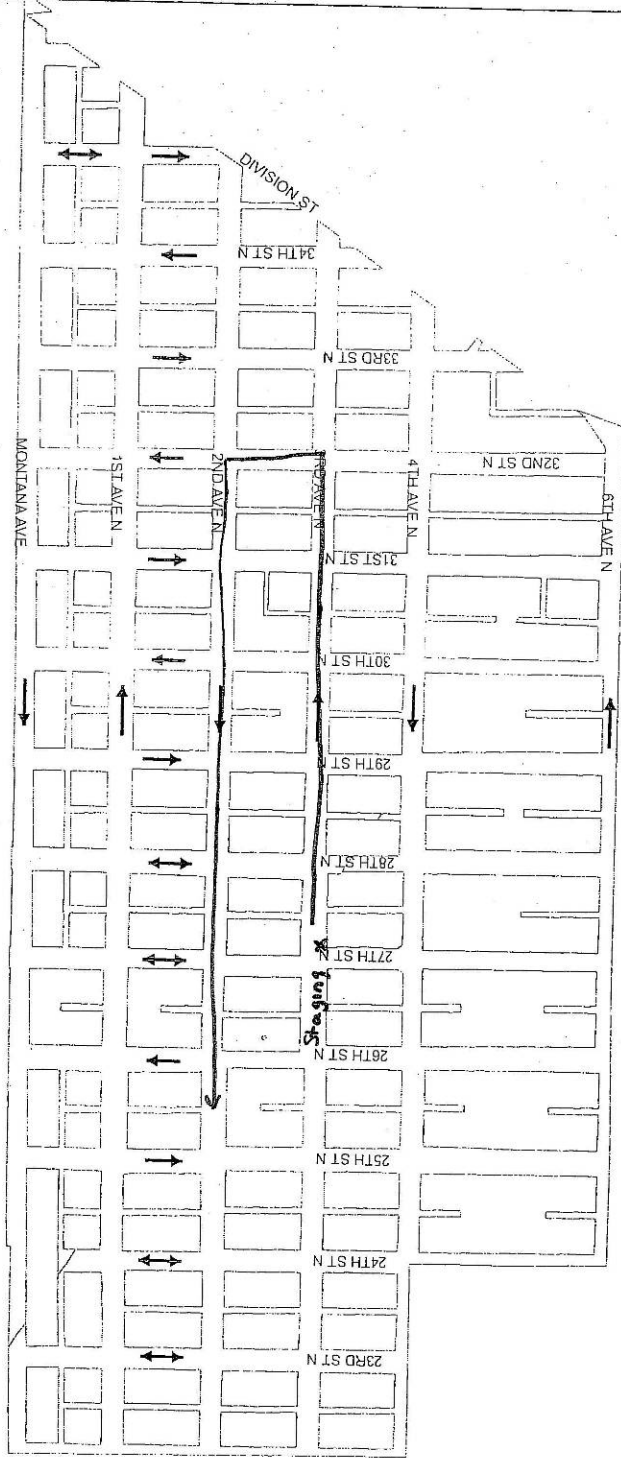 DIVISION ST
34TH ST N
33RD ST N
32ND ST N
MONTANA AVE
1ST AVE N
2ND AVE N
3RD AVE N
4TH AVE N
6TH AVE N
31ST ST N
30TH ST N
29TH ST N
28TH ST N
27TH ST N
Staging x
26TH ST N
25TH ST N
24TH ST N
23RD ST N